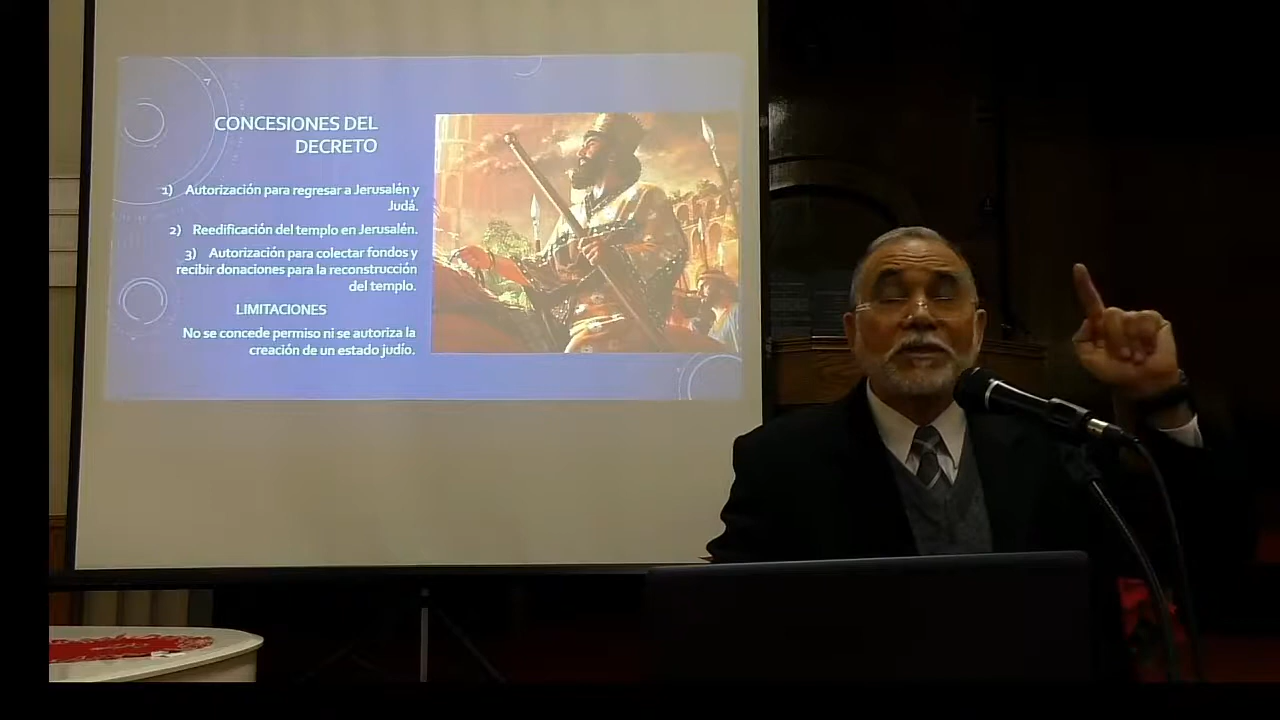 7
CONCESIONES DEL
DECRETO
1) Autorización para regresar a Jerusalén y
Judá.
2) Reedificación del templo en Jerusalén.
3) Autorización para colectar fondos y
recibir donaciones para la reconstrucción
del templo.
LIMITACIONES
No se concede permiso ni se autoriza la
creación de un estado judío.